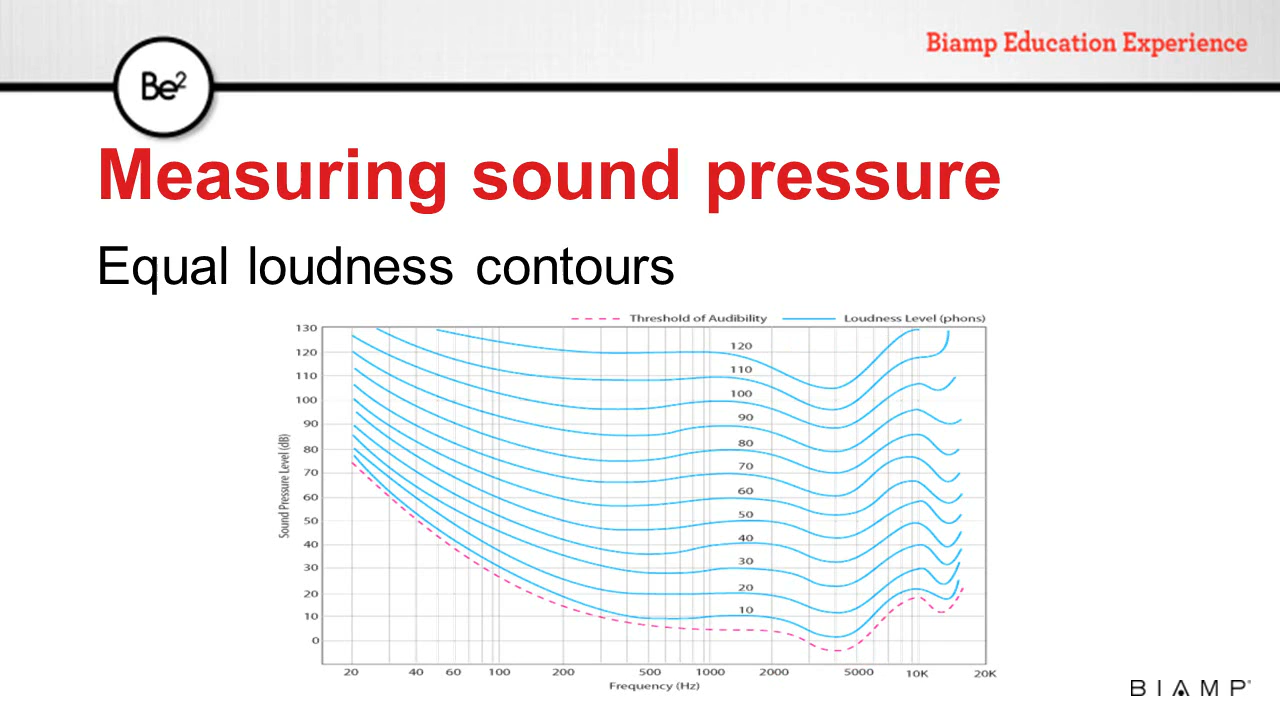 Biamp Education Experience
Be²
Measuring sound pressure
Equal loudness contours
Threshold of Audibility Loudness Level (phons)
130
120
110
100
90
80
70
60
50
40
30
20
10
0
Sound Pressure Level (dB)
120
110
100
90
80
70
60
50
40
30
20
10
20 40 60 100 200 500 1000 2000 5000 10K 20K
Frequency (Hz)
BIAMP®